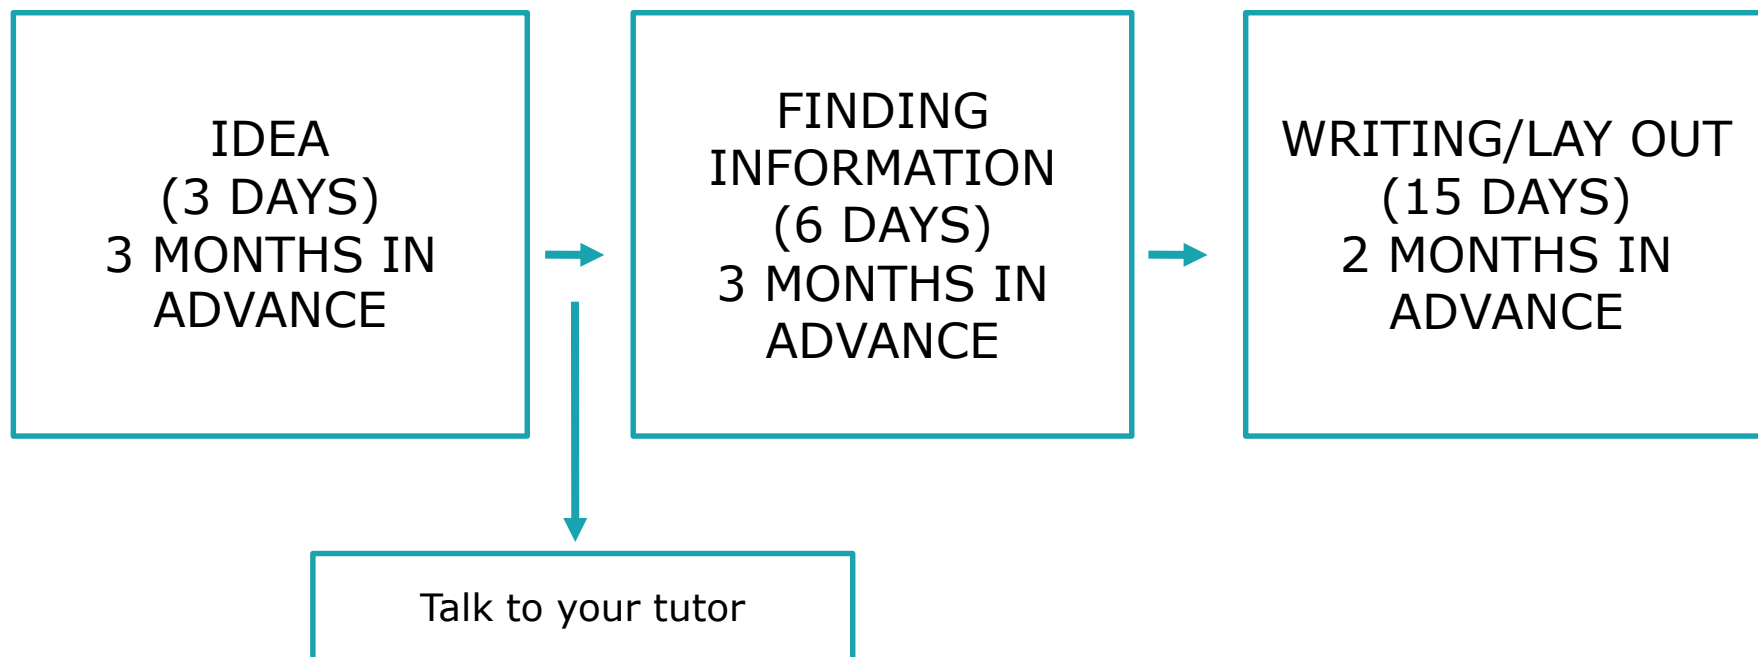 IDEA
(3 DAYS)
3 MONTHS IN
ADVANCE
FINDING
INFORMATION
(6 DAYS)
3 MONTHS IN
ADVANCE
WRITING/LAY OUT
(15 DAYS)
2 MONTHS IN
ADVANCE
Talk to your tutor